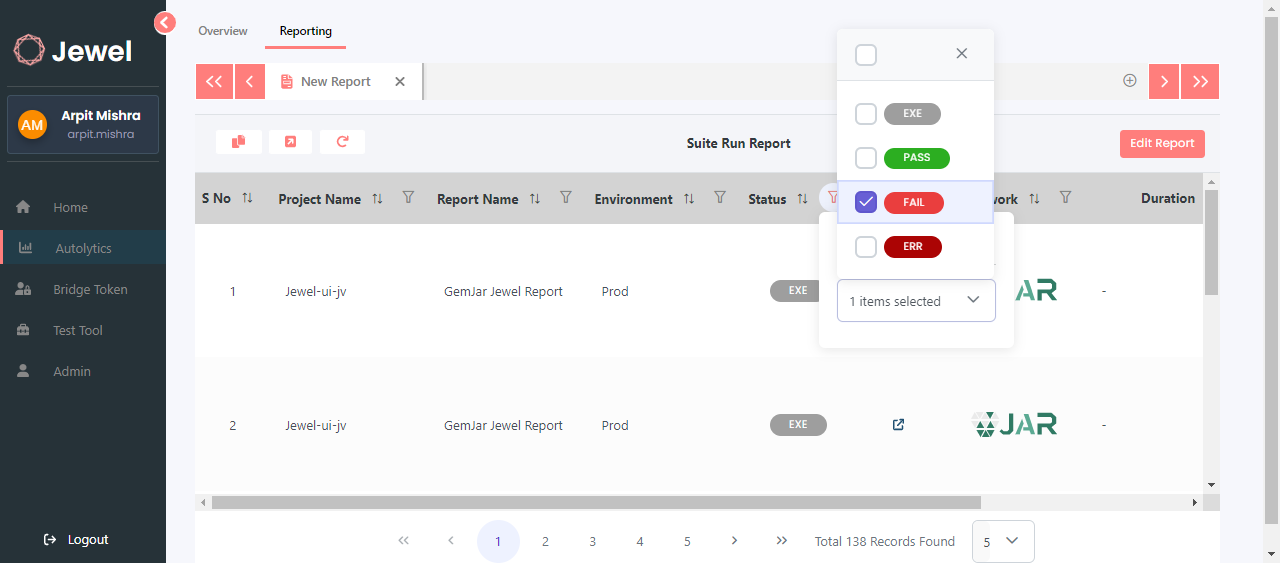 Jewel
AM
Arpit Mishra
arpit.mishra
Home
Autolytics
Bridge Token
Test Tool
Admin
Logout
Overview
Reporting
New Report
Suite Run Report
Edit Report
S No
Project Name
Report Name
Environment
Status
work
Duration
EXE
PASS
FAIL
ERR
1 items selected
1
Jewel-ui-jv
GemJar Jewel Report
Prod
EXE
AR
-
2
Jewel-ui-jv
GemJar Jewel Report
Prod
EXE
JAR
-
1 2 3 4 5
Total 138 Records Found
5